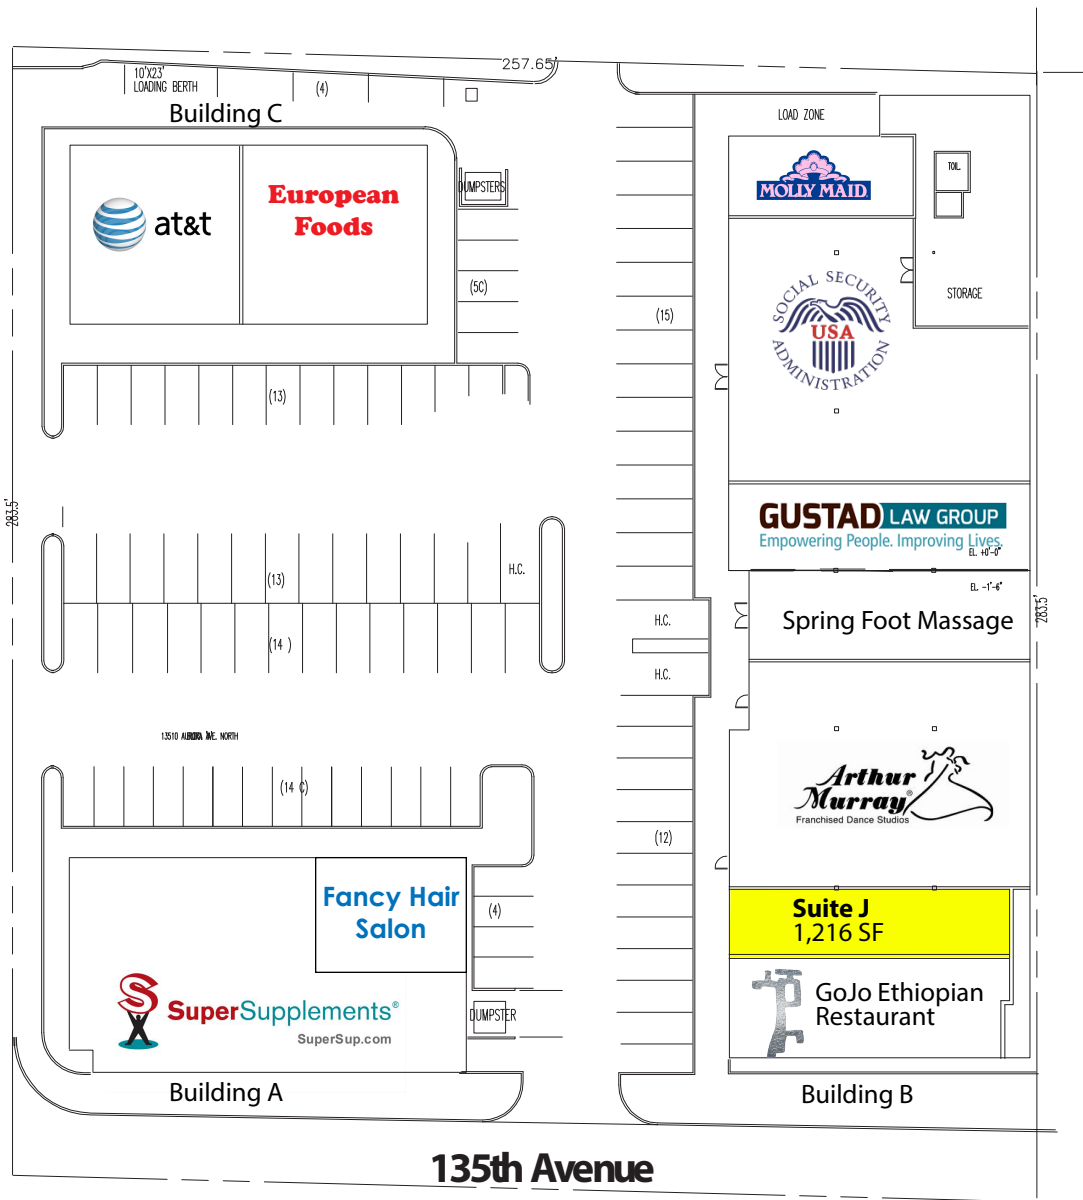 257.65'
10'X23'
LOADING BERTH
(4)
Building C
LOAD ZONE
MOLLY MAID
TOIL.
DUMPSTERS
at&t
European
Foods
(5C)
STORAGE
SOCIAL SECURITY
USA
ADMINISTRATION
(15)
(13)
283.5'
GUSTAD LAW GROUP
Empowering People. Improving Lives.
EL. +0'-0"
H.C.
(13)
EL. -1'-6"
283.5'
H.C.
Spring Foot Massage
(14 )
H.C.
13510 AVE. NORTH
Arthur
Murray®
Franchised Dance Studios
(14 C)
(12)
Fancy Hair
Salon
(4)
Suite J
1,216 SF
SuperSupplements®
SuperSup.com
DUMPSTER
GoJo Ethiopian
Restaurant
Building A
Building B
135th Avenue